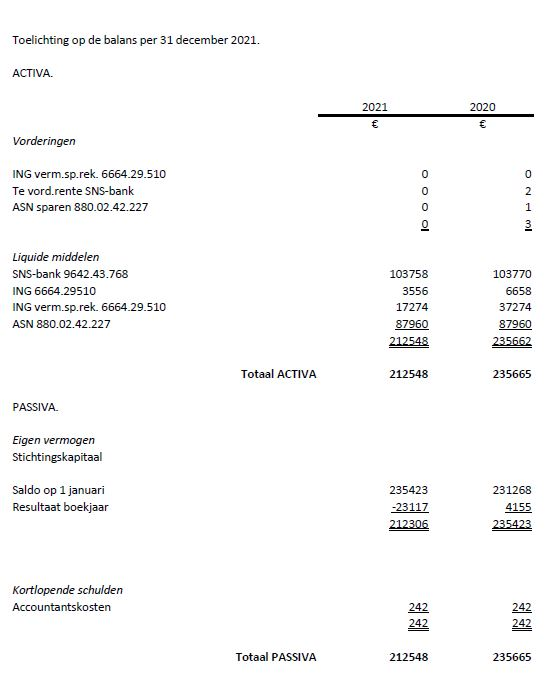 Toelichting op de balans per 31 december 2021.
ACTIVA.
2021 2020
€ €
Vorderingen
ING verm.sp.rek. 6664.29.510 0 0
Te vord.rente SNS-bank 0 2
ASN sparen 880.02.42.227 0 1
0 3
Liquide middelen
SNS-bank 9642.43.768 103758 103770
ING 6664.29510 3556 6658
ING verm.sp.rek. 6664.29.510 17274 37274
ASN 880.02.42.227 87960 87960
212548 235662
Totaal ACTIVA 212548 235665
PASSIVA.
Eigen vermogen
Stichtingskapitaal
Saldo op 1 januari 235423 231268
Resultaat boekjaar -23117 4155
212306 235423
Kortlopende schulden
Accountantskosten 242 242
242 242
Totaal PASSIVA 212548 235665